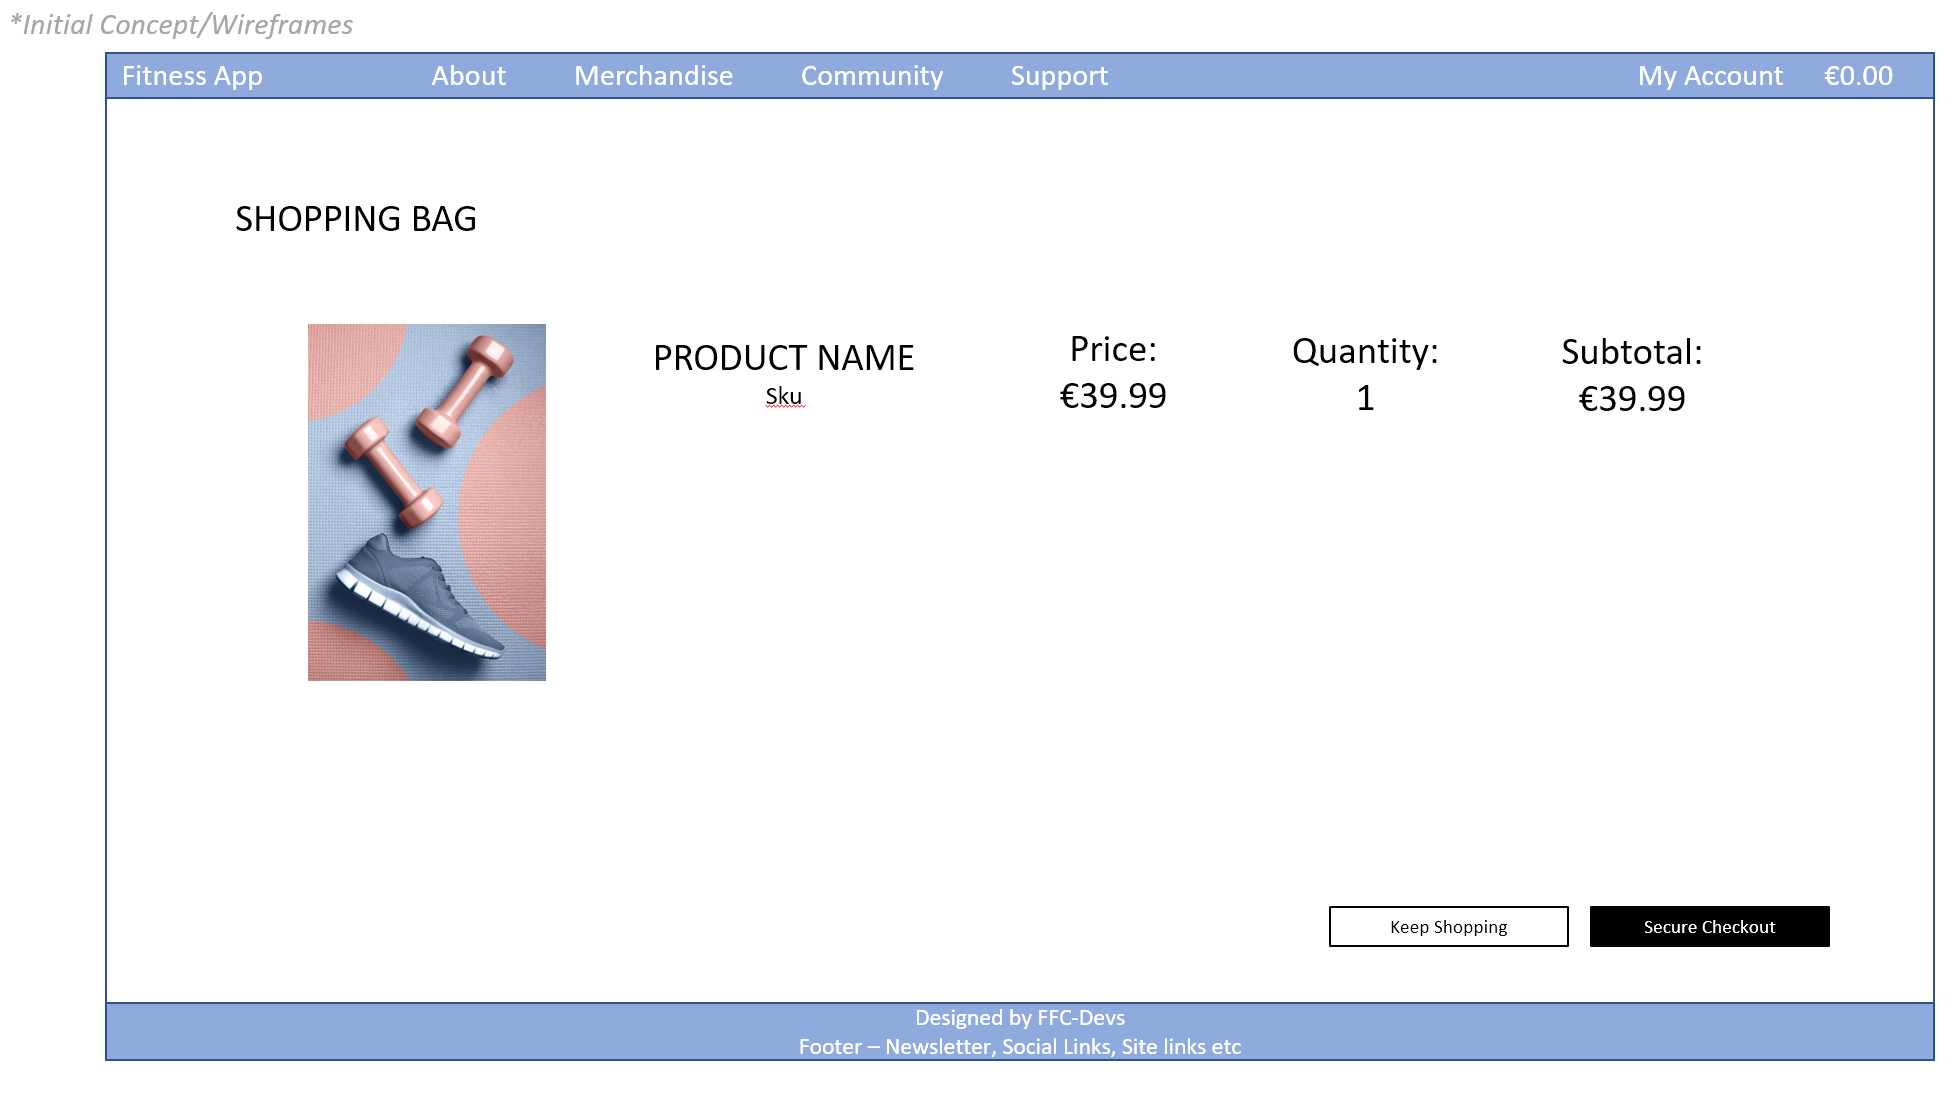 *Initial Concept/Wireframes
Fitness App About Merchandise Community Support My Account €0.00
SHOPPING BAG
PRODUCT NAME
Sku
Price:
€39.99
Quantity:
1
Subtotal:
€39.99
Keep Shopping
Secure Checkout
Designed by FFC-Devs
Footer – Newsletter, Social Links, Site links etc